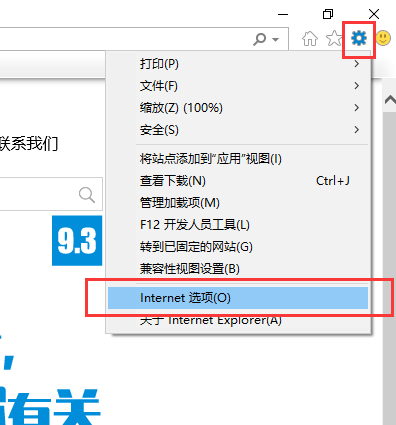 打印(P)
文件(F)
缩放(Z) (100%)
安全(S)
联系我们
将站点添加到“应用”视图(I)
查看下载(N) Ctrl+J
管理加载项(M)
F12 开发人员工具(L)
转到已固定的网站(G)
兼容性视图设置(B)
9.3
Internet 选项(O)
关于 Internet Explorer(A)
,
有关